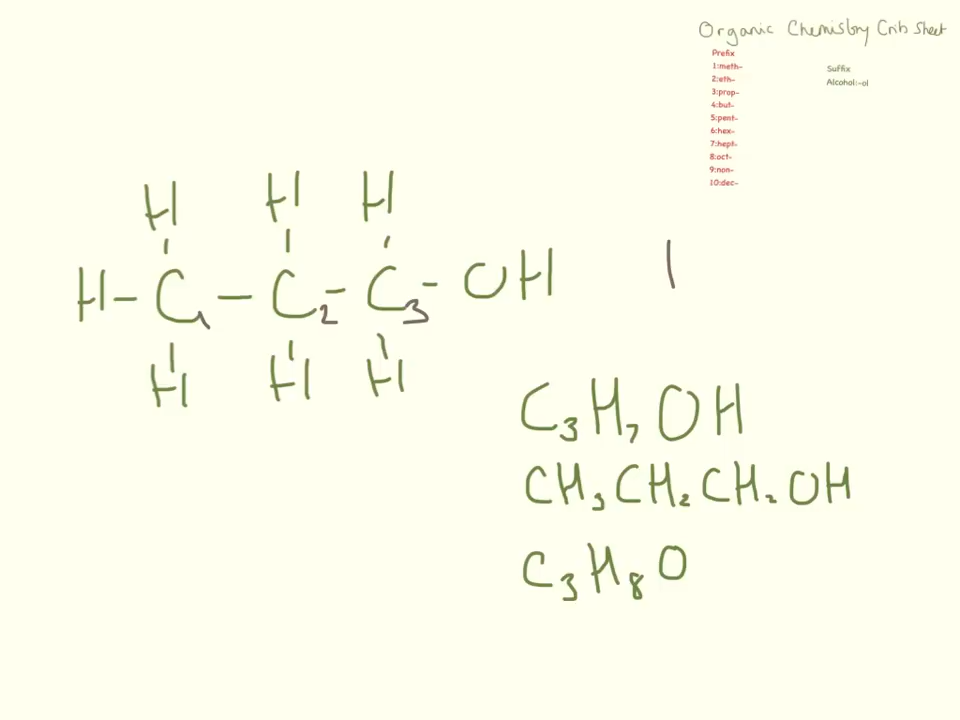 Organic Chemistry Crib Sheet
Prefix
1:meth-
2:eth-
3:prop-
4:but-
5:pent-
6:hex-
7:hept-
8:oct-
9:non-
10:dec-
Suffix
Alcohol:-ol
H H H
H-C₁-C₂-C₃-OH |
H H H
C₃H₇OH
CH₃CH₂CH₂OH
C₃H₈O